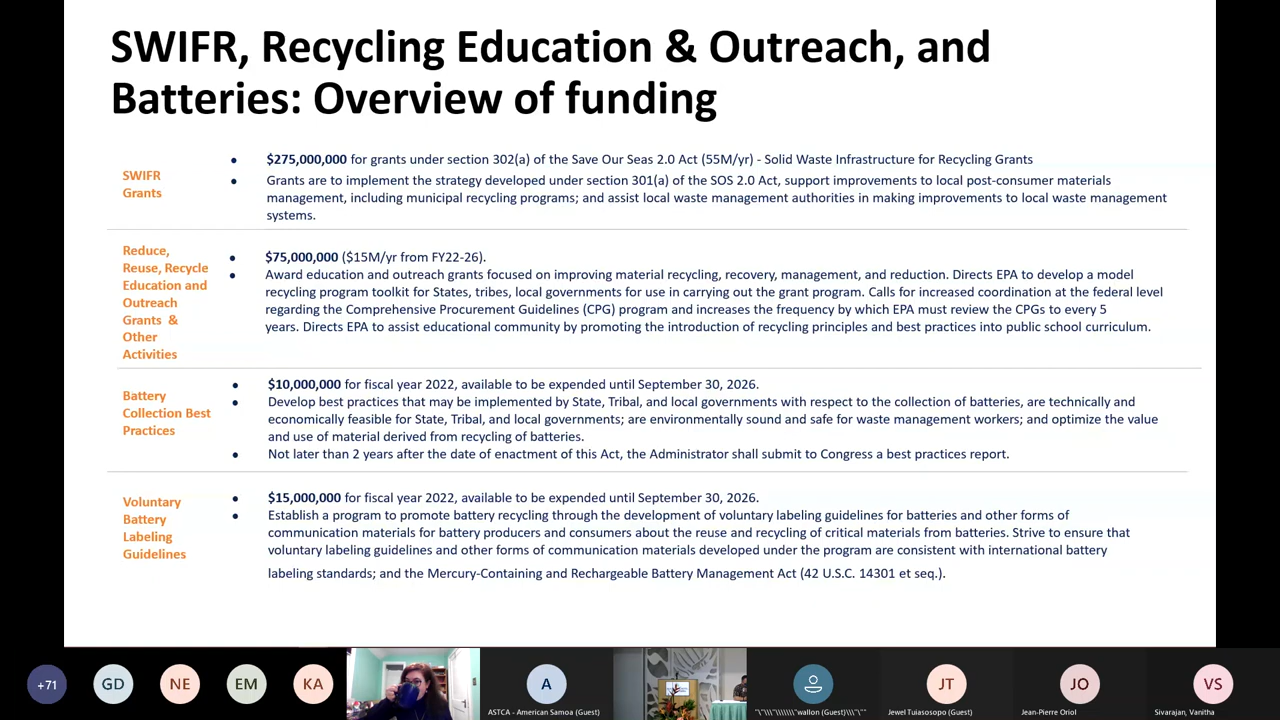 SWIFR, Recycling Education & Outreach, and
Batteries: Overview of funding
SWIFR
Grants
• $275,000,000 for grants under section 302(a) of the Save Our Seas 2.0 Act (55M/yr) - Solid Waste Infrastructure for Recycling Grants
• Grants are to implement the strategy developed under section 301(a) of the SOS 2.0 Act, support improvements to local post-consumer materials
management, including municipal recycling programs; and assist local waste management authorities in making improvements to local waste management
systems.
Reduce,
Reuse, Recycle
Education and
Outreach
Grants &
Other
Activities
• $75,000,000 ($15M/yr from FY22-26).
• Award education and outreach grants focused on improving material recycling, recovery, management, and reduction. Directs EPA to develop a model
recycling program toolkit for States, tribes, local governments for use in carrying out the grant program. Calls for increased coordination at the federal level
regarding the Comprehensive Procurement Guidelines (CPG) program and increases the frequency by which EPA must review the CPGs to every 5
years. Directs EPA to assist educational community by promoting the introduction of recycling principles and best practices into public school curriculum.
Battery
Collection Best
Practices
• $10,000,000 for fiscal year 2022, available to be expended until September 30, 2026.
• Develop best practices that may be implemented by State, Tribal, and local governments with respect to the collection of batteries, are technically and
economically feasible for State, Tribal, and local governments; are environmentally sound and safe for waste management workers; and optimize the value
and use of material derived from recycling of batteries.
• Not later than 2 years after the date of enactment of this Act, the Administrator shall submit to Congress a best practices report.
Voluntary
Battery
Labeling
Guidelines
• $15,000,000 for fiscal year 2022, available to be expended until September 30, 2026.
• Establish a program to promote battery recycling through the development of voluntary labeling guidelines for batteries and other forms of
communication materials for battery producers and consumers about the reuse and recycling of critical materials from batteries. Strive to ensure that
voluntary labeling guidelines and other forms of communication materials developed under the program are consistent with international battery
labeling standards; and the Mercury-Containing and Rechargeable Battery Management Act (42 U.S.C. 14301 et seq.).
+71
GD
NE
EM
KA
A
JT
JO
VS
ASTCA - American Samoa (Guest)
wallon (Guest)
Jewel Tuiasosopo (Guest)
Jean-Pierre Oriol
Sivarajan, Vanitha